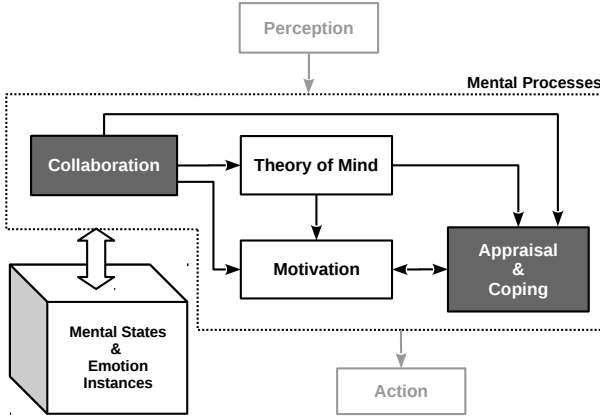 Perception
Mental Processes
Collaboration
Theory of Mind
Motivation
Appraisal
&
Coping
Mental States
&
Emotion
Instances
Action